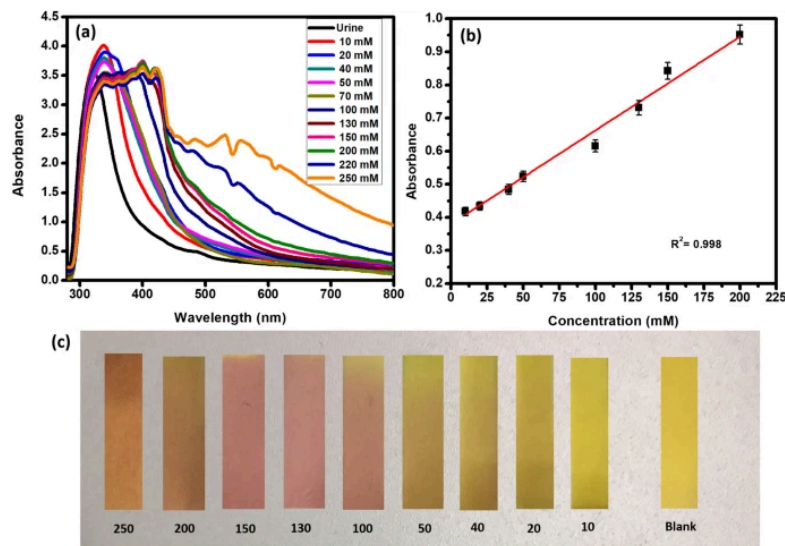 (a)
Absorbance
4.5
4.0
3.5
3.0
2.5
2.0
1.5
1.0
0.5
0.0
300 400 500 600 700 800
Wavelength (nm)
Urine
10 mM
20 mM
40 mM
50 mM
70 mM
100 mM
130 mM
150 mM
200 mM
220 mM
250 mM
(b)
Absorbance
1.0
0.9
0.8
0.7
0.6
0.5
0.4
0.3
0.2
0 25 50 75 100 125 150 175 200 225
Concentration (mM)
R²= 0.998
(c)
250 200 150 130 100 50 40 20 10 Blank